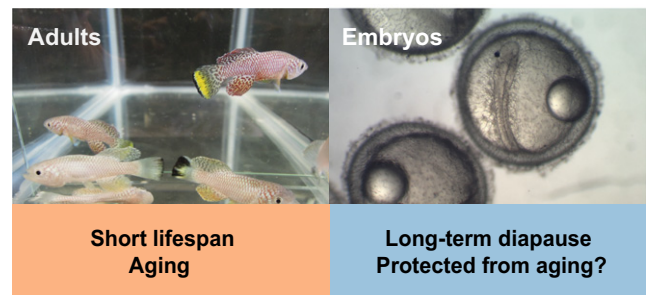 Adults
Embryos
Short lifespan
Aging
Long-term diapause
Protected from aging?